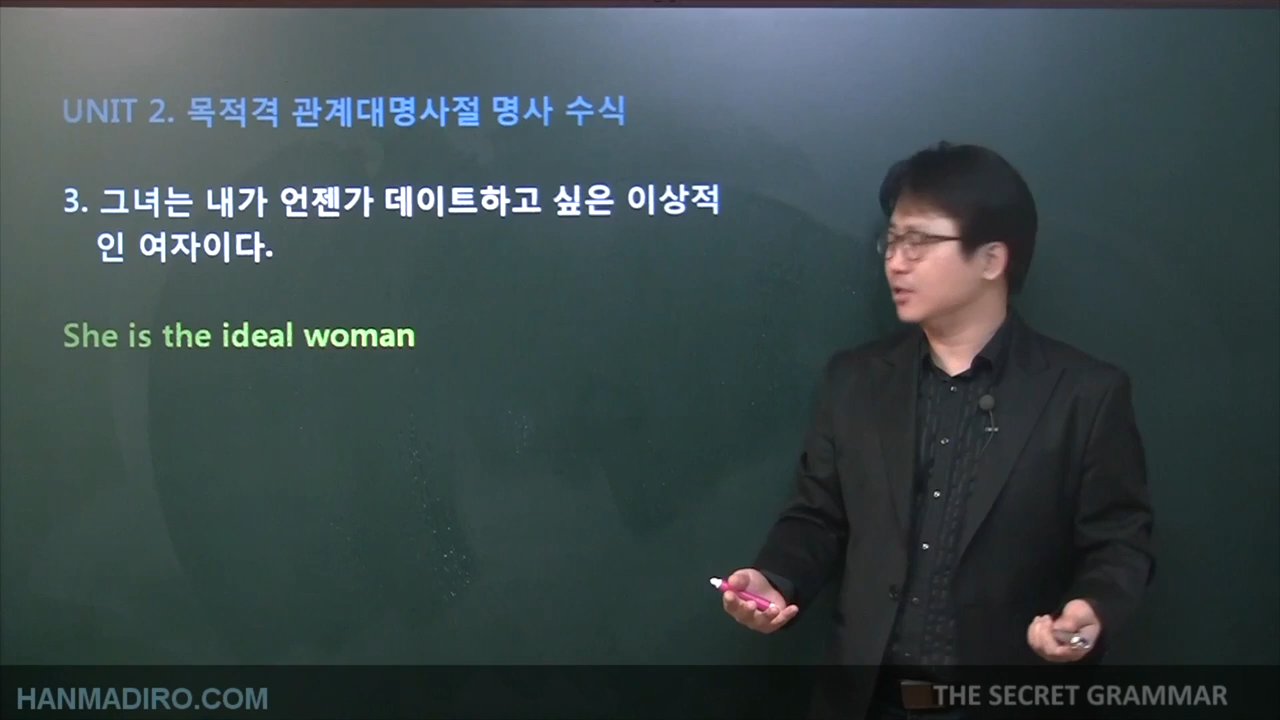 UNIT 2. 목적격 관계대명사절 명사 수식
3. 그녀는 내가 언젠가 데이트하고 싶은 이상적
인 여자이다.
She is the ideal woman
HANMADIRO.COM
THE SECRET GRAMMAR